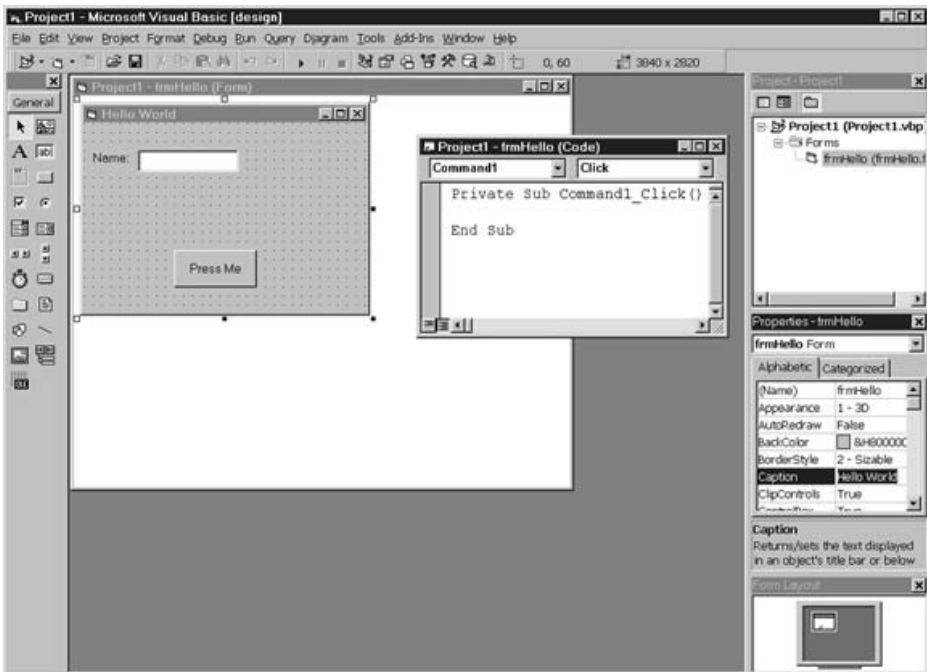 Project1 - Microsoft Visual Basic [design]
File Edit View Project Format Debug Run Query Diagram Tools Add-Ins Window Help
0, 60
3840 x 2820
General
Project1 - frmHello (Form)
Hello World
Name:
Press Me
Project1 - frmHello (Code)
Command1
Click
Private Sub Command1_Click()
End Sub
Project - Project1
Project1 (Project1.vbp)
Forms
frmHello (frmHello.f
Properties - frmHello
frmHello Form
Alphabetic Categorized
(Name) frmHello
Appearance 1 - 3D
AutoRedraw False
BackColor &H80000C
BorderStyle 2 - Sizable
Caption Hello World
ClipControls True
ControlBox True
Caption
Returns/sets the text displayed
in an object's title bar or below
Form Layout